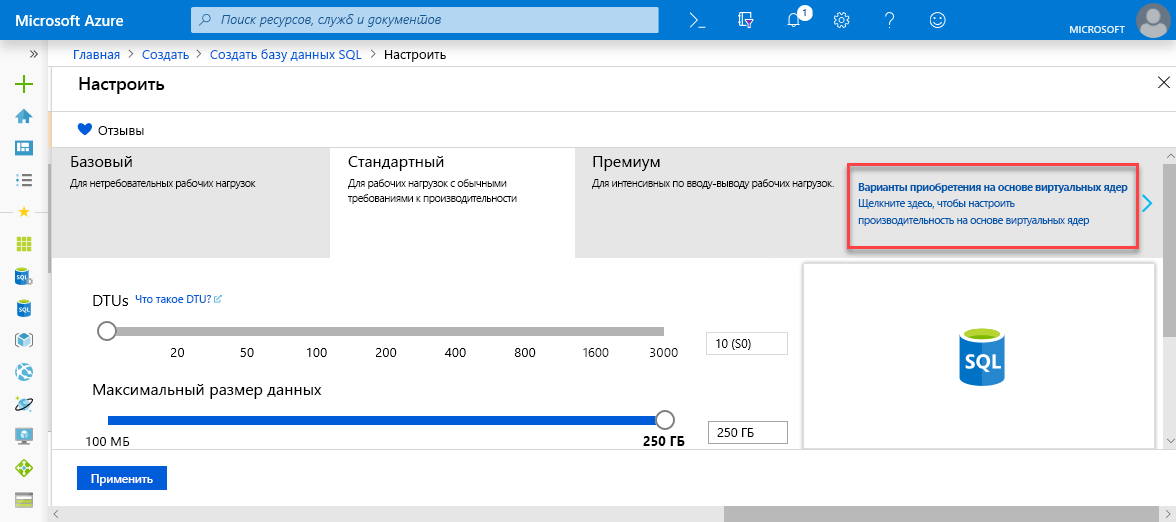 Microsoft Azure
Поиск ресурсов, служб и документов
1
MICROSOFT
Главная > Создать > Создать базу данных SQL > Настроить
Настроить
Отзывы
Базовый
Для нетребовательных рабочих нагрузок
Стандартный
Для рабочих нагрузок с обычными
требованиями к производительности
Премиум
Для интенсивных по вводу-выводу рабочих нагрузок.
Варианты приобретения на основе виртуальных ядер
Щелкните здесь, чтобы настроить
производительность на основе виртуальных ядер
DTUs Что такое DTU?
20 50 100 200 400 800 1600 3000
10 (S0)
SQL
Максимальный размер данных
100 МБ
250 ГБ
250 ГБ
Применить
SQL
SQL